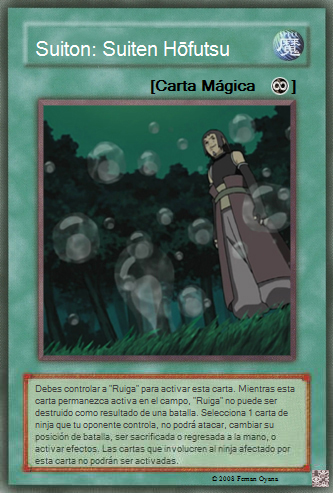 Suiton: Suiten Hōfutsu
魔
[Carta Mágica ]
Debes controlar a "Ruiga" para activar esta carta. Mientras esta
carta permanezca activa en el campo, "Ruiga" no puede ser
destruido como resultado de una batalla. Selecciona 1 carta de
ninja que tu oponente controla, no podrá atacar, cambiar su
posición de batalla, ser sacrificada o regresada a la mano, o
activar efectos. Las cartas que involucren al ninja afectado por
esta carta no podrán ser activadas.
© 2008 Fernan Oyana